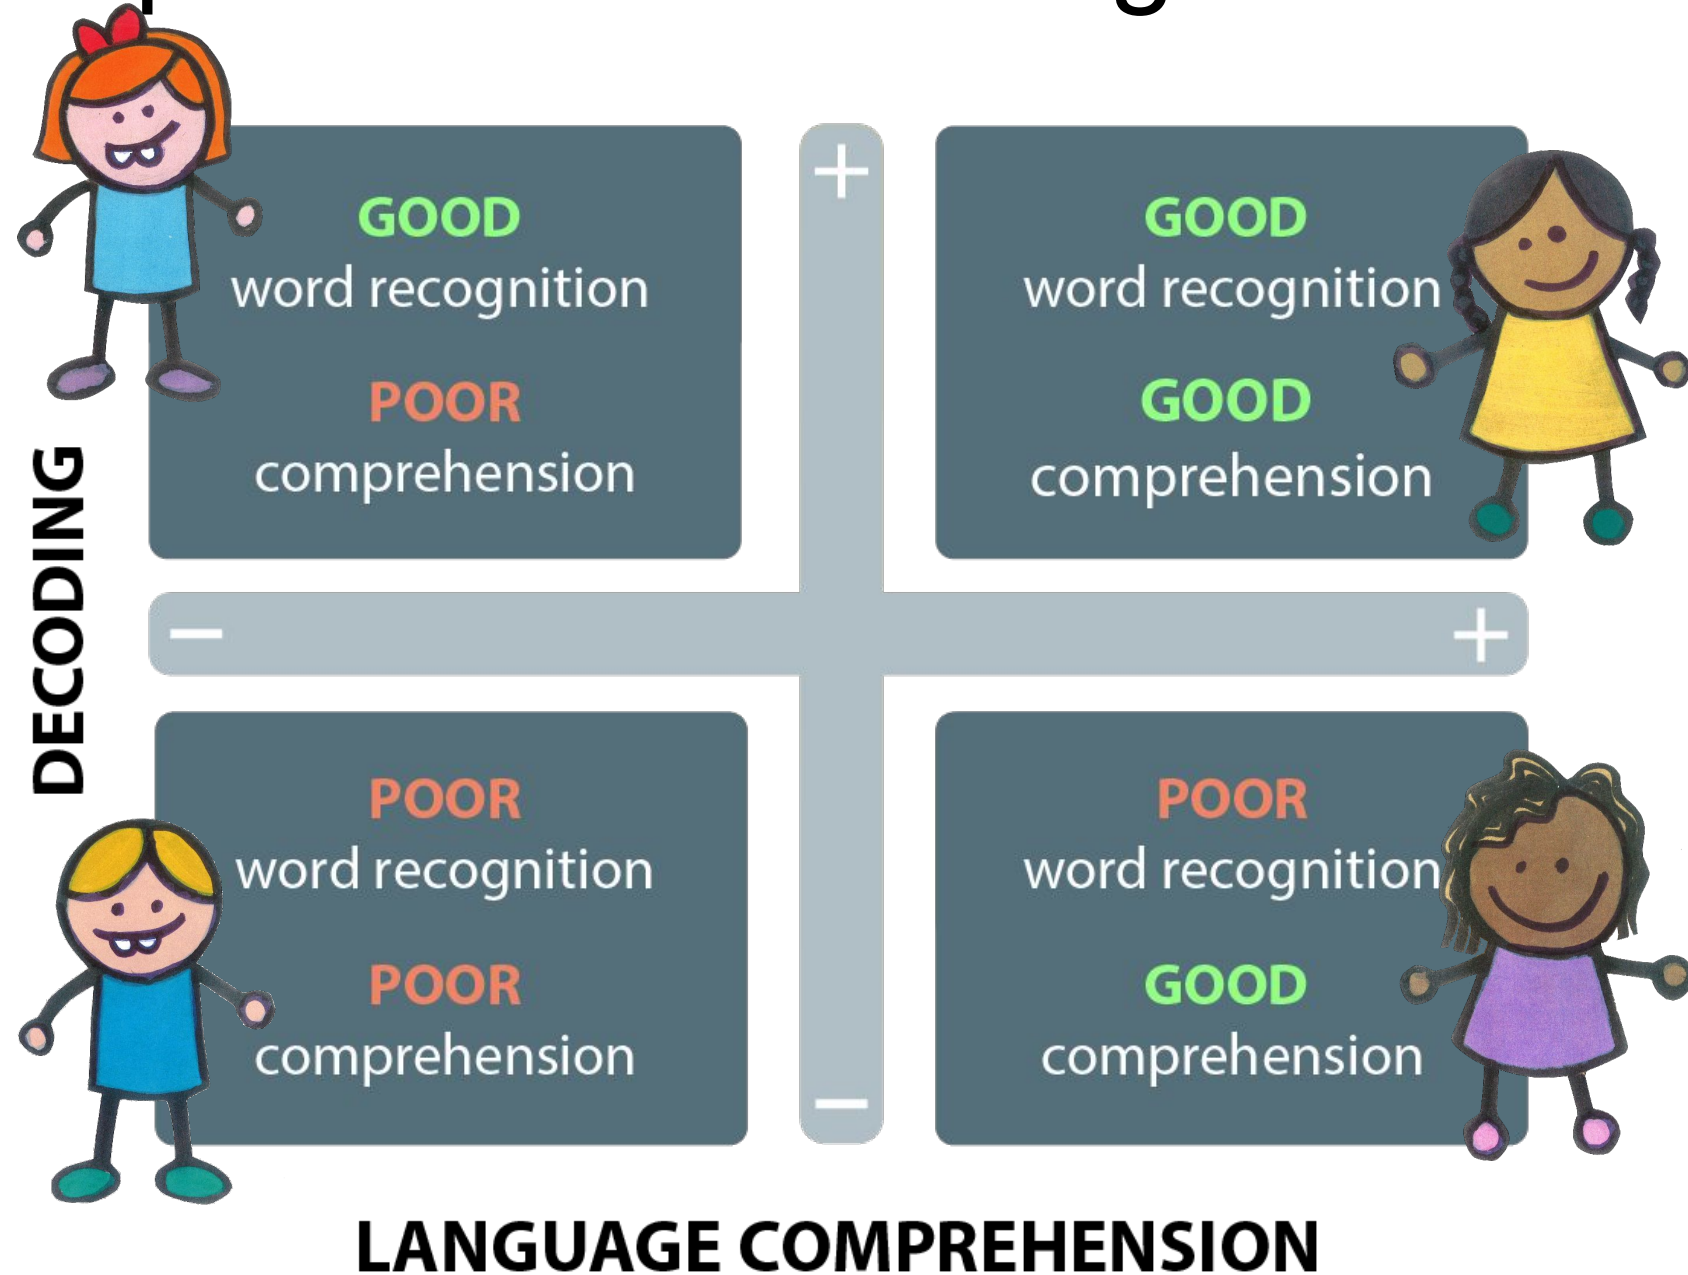 GOOD
word recognition
POOR
comprehension
+
GOOD
word recognition
GOOD
comprehension
DECODING
–
+
POOR
word recognition
POOR
comprehension
–
POOR
word recognition
GOOD
comprehension
LANGUAGE COMPREHENSION